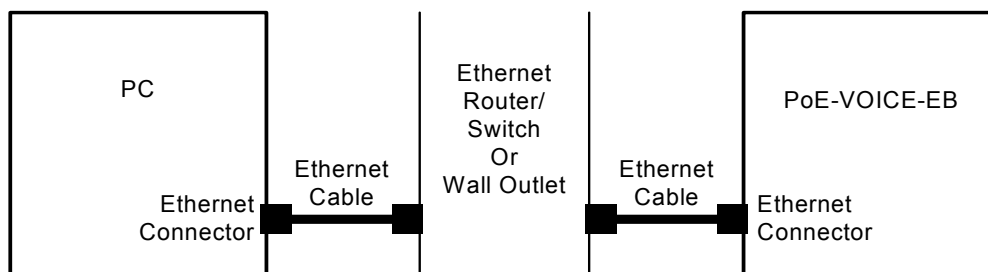 PC
Ethernet
Connector
Ethernet
Cable
Ethernet
Router/
Switch
Or
Wall Outlet
Ethernet
Cable
PoE-VOICE-EB
Ethernet
Connector